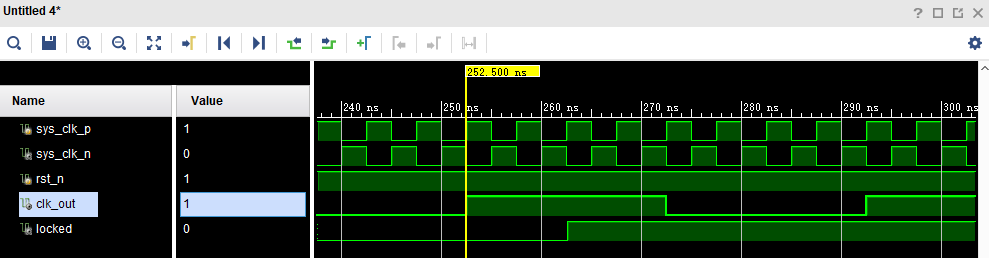 Untitled 4*
252.500 ns
Name Value
240 ns 250 ns 260 ns 270 ns 280 ns 290 ns 300 ns
sys_clk_p 1
sys_clk_n 0
rst_n 1
clk_out 1
locked 0